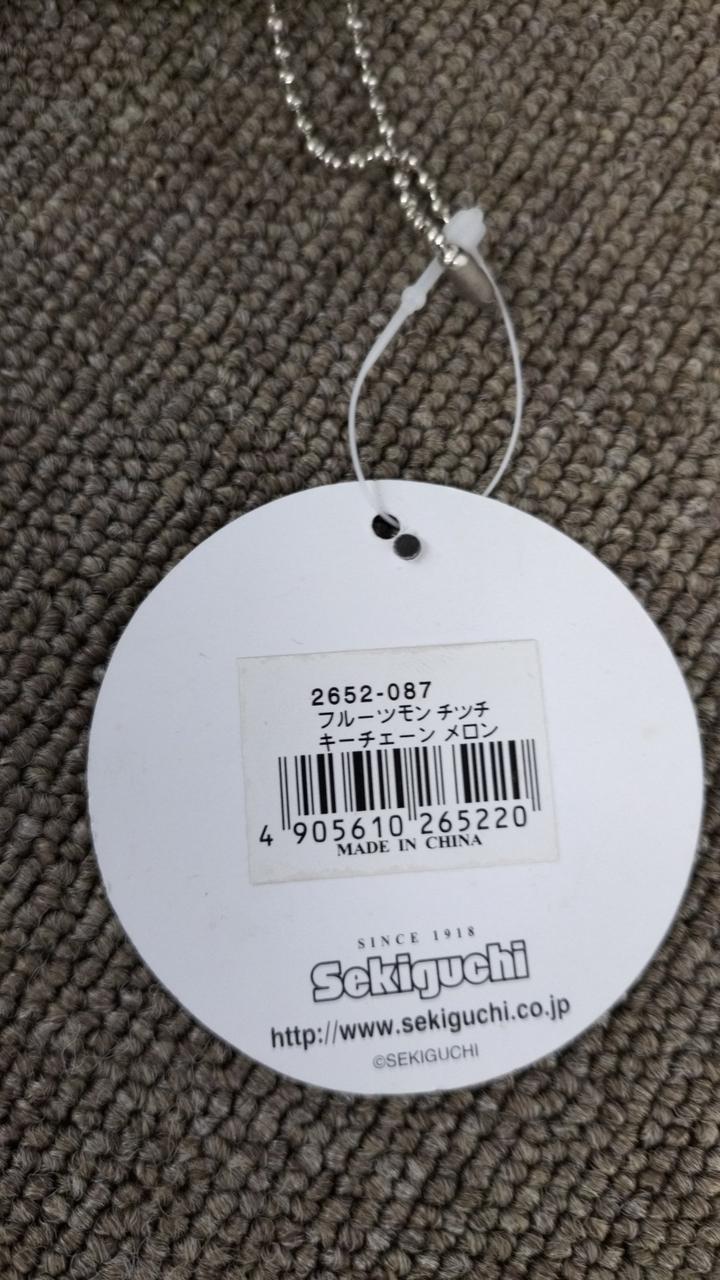 2652-087
フルーツモンチツチ
キーチェーン メロン
4 905610 265220
MADE IN CHINA
SINCE 1918
Sekiguchi
http://www.sekiguchi.co.jp
©SEKIGUCHI